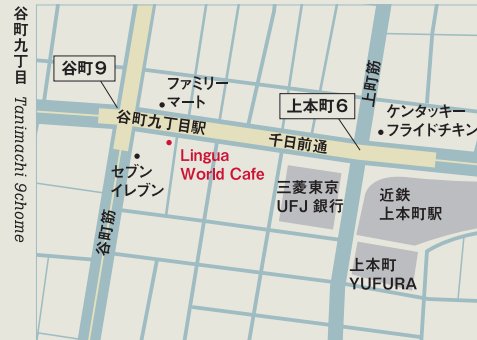 谷町九丁目 Tanimachi 9chome
谷町9
ファミリー
マート
上本町6
上町筋
ケンタッキー
フライドチキン
谷町九丁目駅
千日前通
Lingua
World Cafe
セブン
イレブン
三菱東京
UFJ 銀行
近鉄
上本町駅
谷町筋
上本町
YUFURA